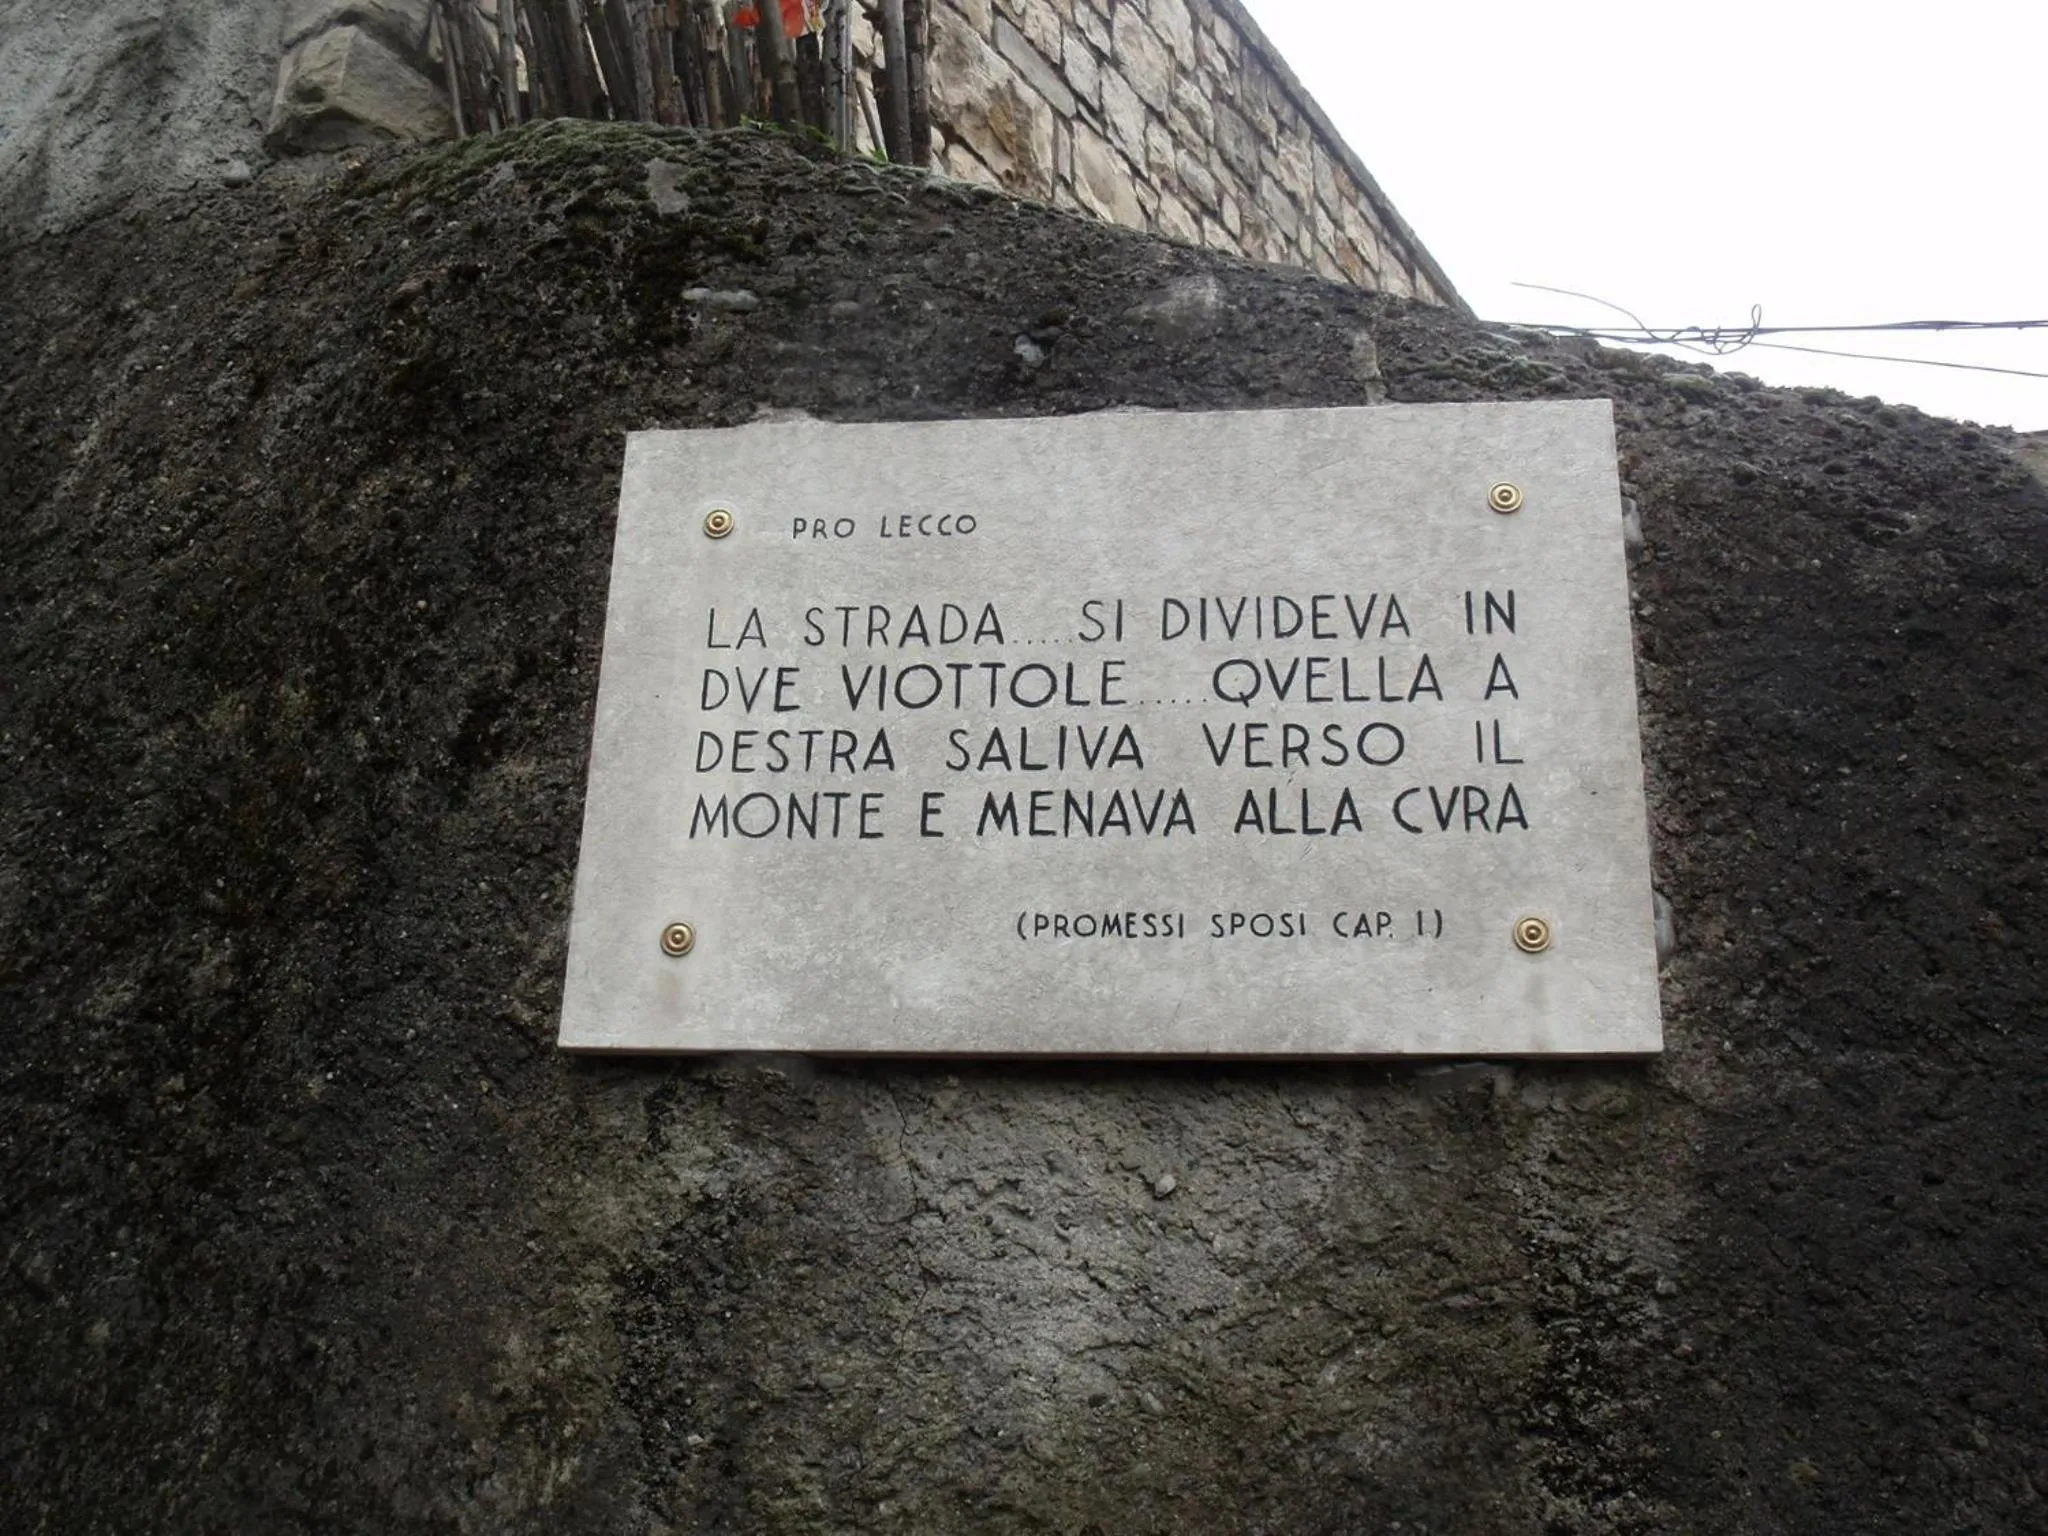 PRO LECCO
LA STRADA.....SI DIVIDEVA IN
DVE VIOTTOLE.....QVELLA A
DESTRA SALIVA VERSO IL
MONTE E MENAVA ALLA CVRA
(PROMESSI SPOSI CAP. I)